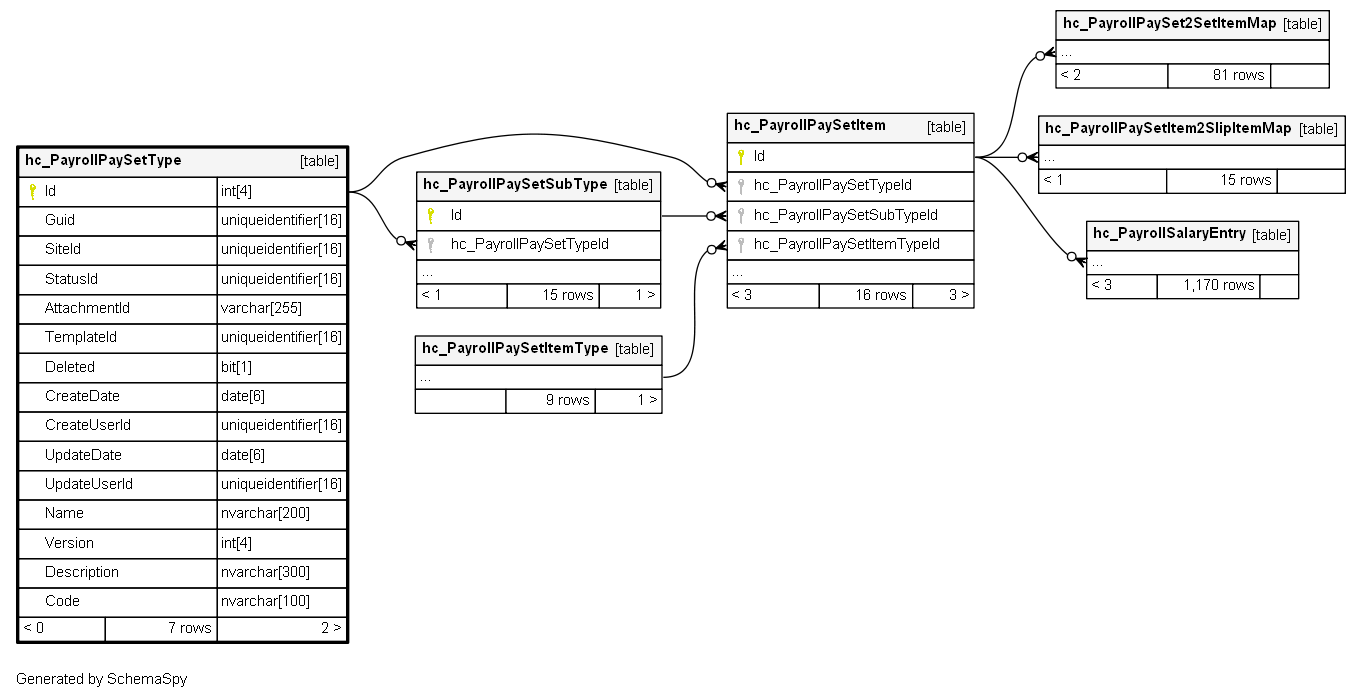 hc_PayrollPaySetType [table]
Id int[4]
Guid uniqueidentifier[16]
SiteId uniqueidentifier[16]
StatusId uniqueidentifier[16]
AttachmentId varchar[255]
TemplateId uniqueidentifier[16]
Deleted bit[1]
CreateDate date[6]
CreateUserId uniqueidentifier[16]
UpdateDate date[6]
UpdateUserId uniqueidentifier[16]
Name nvarchar[200]
Version int[4]
Description nvarchar[300]
Code nvarchar[100]
< 0 7 rows 2 >
hc_PayrollPaySetSubType [table]
Id
hc_PayrollPaySetTypeId
...
< 1 15 rows 1 >
hc_PayrollPaySetItemType [table]
...
9 rows 1 >
hc_PayrollPaySetItem [table]
Id
hc_PayrollPaySetTypeId
hc_PayrollPaySetSubTypeId
hc_PayrollPaySetItemTypeId
...
< 3 16 rows 3 >
hc_PayrollPaySet2SetItemMap [table]
...
< 2 81 rows
hc_PayrollPaySetItem2SlipItemMap [table]
...
< 1 15 rows
hc_PayrollSalaryEntry [table]
...
< 3 1,170 rows
Generated by SchemaSpy